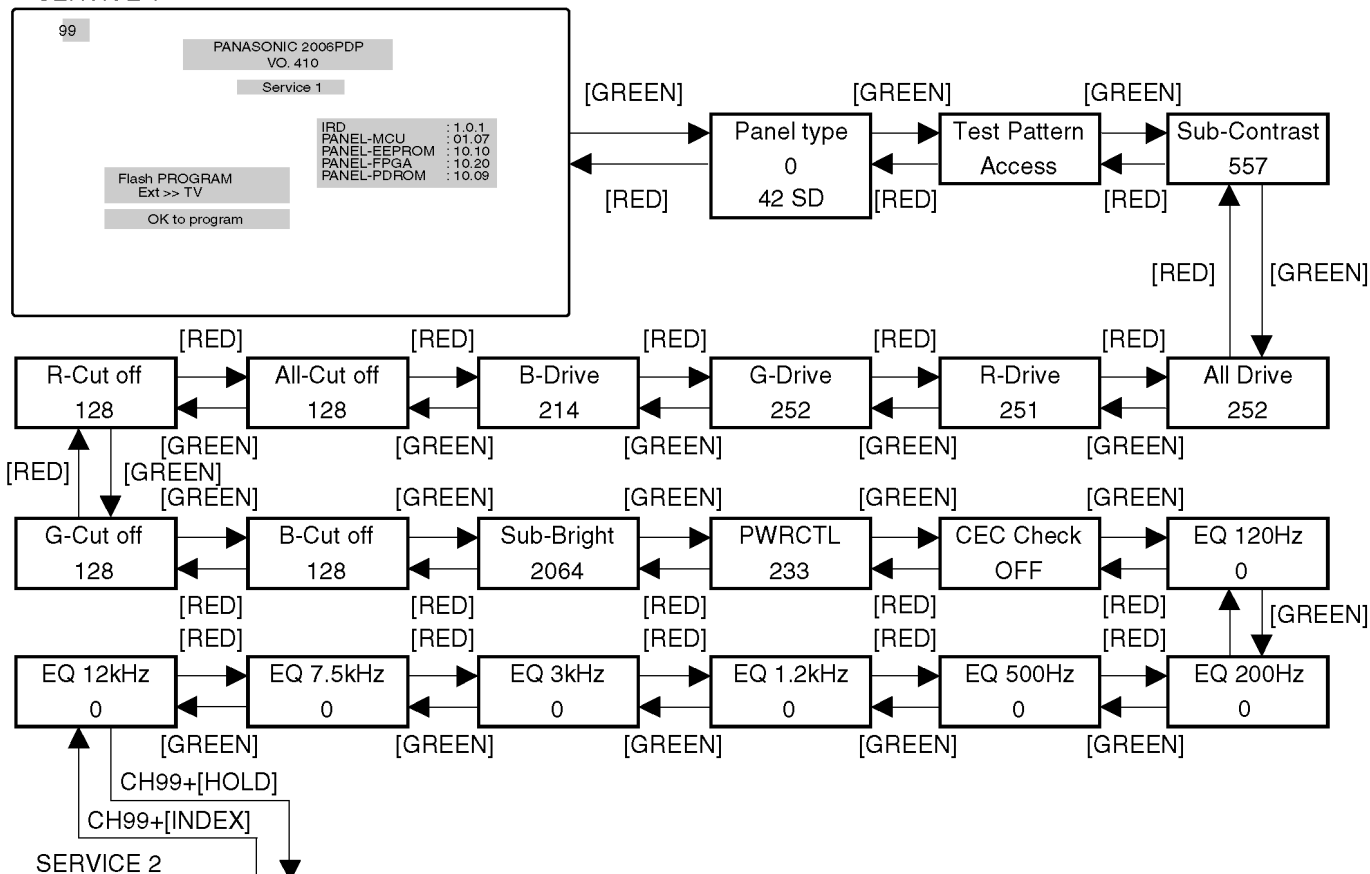 99
PANASONIC 2006PDP
VO. 410
Service 1
IRD : 1.0.1
PANEL-MCU : 01.07
PANEL-EEPROM : 10.10
PANEL-FPGA : 10.20
PANEL-PDROM : 10.09
Flash PROGRAM
Ext >> TV
OK to program
[GREEN] [GREEN] [GREEN]
Panel type Test Pattern Sub-Contrast
0 Access 557
42 SD
[RED] [RED] [RED]
[RED] [GREEN]
[RED] [RED] [RED] [RED] [RED]
R-Cut off All-Cut off B-Drive G-Drive R-Drive All Drive
128 128 214 252 251 252
[GREEN] [GREEN] [GREEN] [GREEN] [GREEN]
[RED] [GREEN]
[GREEN] [GREEN] [GREEN] [GREEN] [GREEN]
G-Cut off B-Cut off Sub-Bright PWRCTL CEC Check EQ 120Hz
128 128 2064 233 OFF 0
[RED] [RED] [RED] [RED] [RED]
[GREEN]
[RED] [RED] [RED] [RED] [RED]
EQ 12kHz EQ 7.5kHz EQ 3kHz EQ 1.2kHz EQ 500Hz EQ 200Hz
0 0 0 0 0 0
[GREEN] [GREEN] [GREEN] [GREEN] [GREEN]
CH99+[HOLD]
CH99+[INDEX]
SERVICE 2